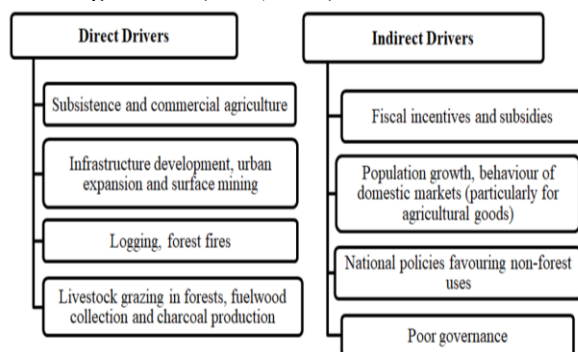 Direct Drivers
Subsistence and commercial agriculture
Infrastructure development, urban
expansion and surface mining
Logging, forest fires
Livestock grazing in forests, fuelwood
collection and charcoal production
Indirect Drivers
Fiscal incentives and subsidies
Population growth, behaviour of
domestic markets (particularly for
agricultural goods)
National policies favouring non-forest
uses
Poor governance